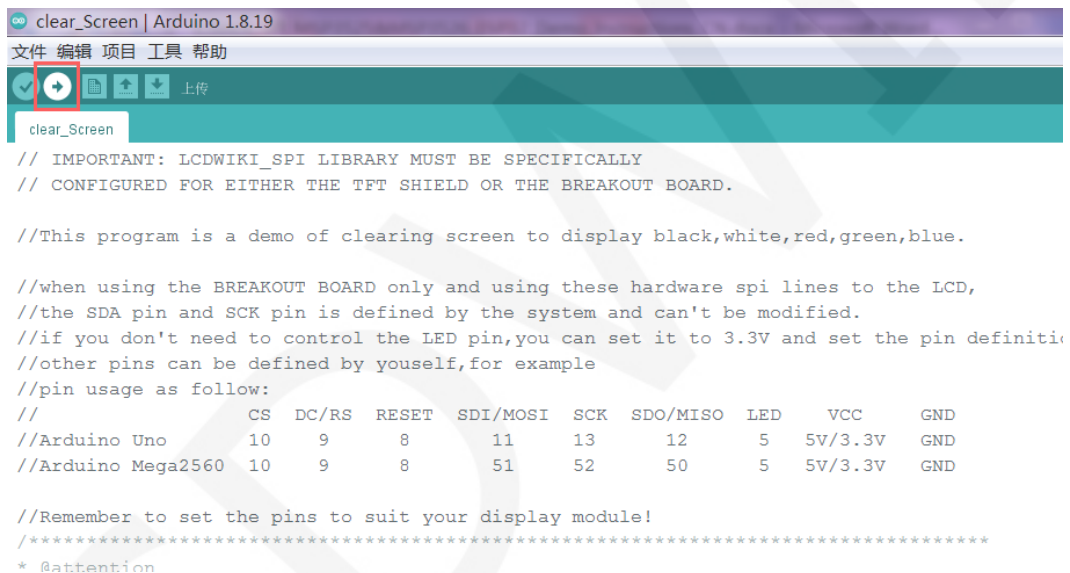 clear_Screen | Arduino 1.8.19
文件 编辑 项目 工具 帮助
上传
clear_Screen
// IMPORTANT: LCDWIKI_SPI LIBRARY MUST BE SPECIFICALLY
// CONFIGURED FOR EITHER THE TFT SHIELD OR THE BREAKOUT BOARD.
//This program is a demo of clearing screen to display black,white,red,green,blue.
//when using the BREAKOUT BOARD only and using these hardware spi lines to the LCD,
//the SDA pin and SCK pin is defined by the system and can't be modified.
//if you don't need to control the LED pin,you can set it to 3.3V and set the pin definitio
//other pins can be defined by youself,for example
//pin usage as follow:
// CS DC/RS RESET SDI/MOSI SCK SDO/MISO LED VCC GND
//Arduino Uno 10 9 8 11 13 12 5 5V/3.3V GND
//Arduino Mega2560 10 9 8 51 52 50 5 5V/3.3V GND
//Remember to set the pins to suit your display module!
/***********************************************************************************
* @attention